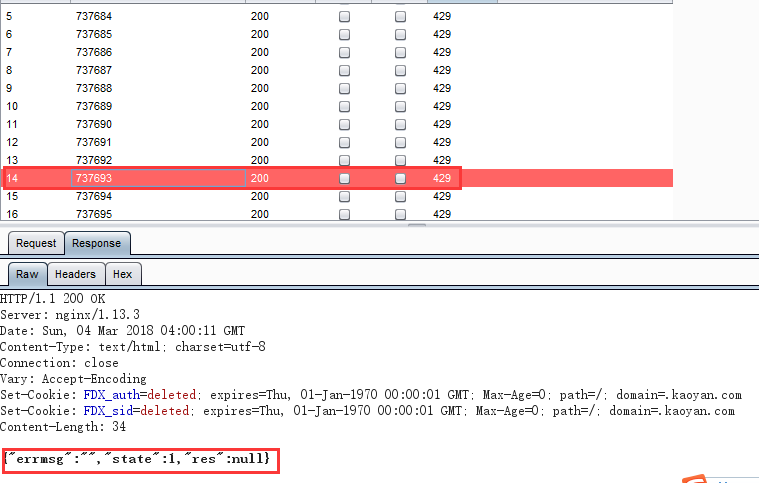 5 737684 200 429
6 737685 200 429
7 737686 200 429
8 737687 200 429
9 737688 200 429
10 737689 200 429
11 737690 200 429
12 737691 200 429
13 737692 200 429
14 737693 200 429
15 737694 200 429
16 737695 200 429
Request Response
Raw Headers Hex
HTTP/1.1 200 OK
Server: nginx/1.13.3
Date: Sun, 04 Mar 2018 04:00:11 GMT
Content-Type: text/html; charset=utf-8
Connection: close
Vary: Accept-Encoding
Set-Cookie: FDX_auth=deleted; expires=Thu, 01-Jan-1970 00:00:01 GMT; Max-Age=0; path=/; domain=.kaoyan.com
Set-Cookie: FDX_sid=deleted; expires=Thu, 01-Jan-1970 00:00:01 GMT; Max-Age=0; path=/; domain=.kaoyan.com
Content-Length: 34
{"errmsg":"","state":1,"res":null}